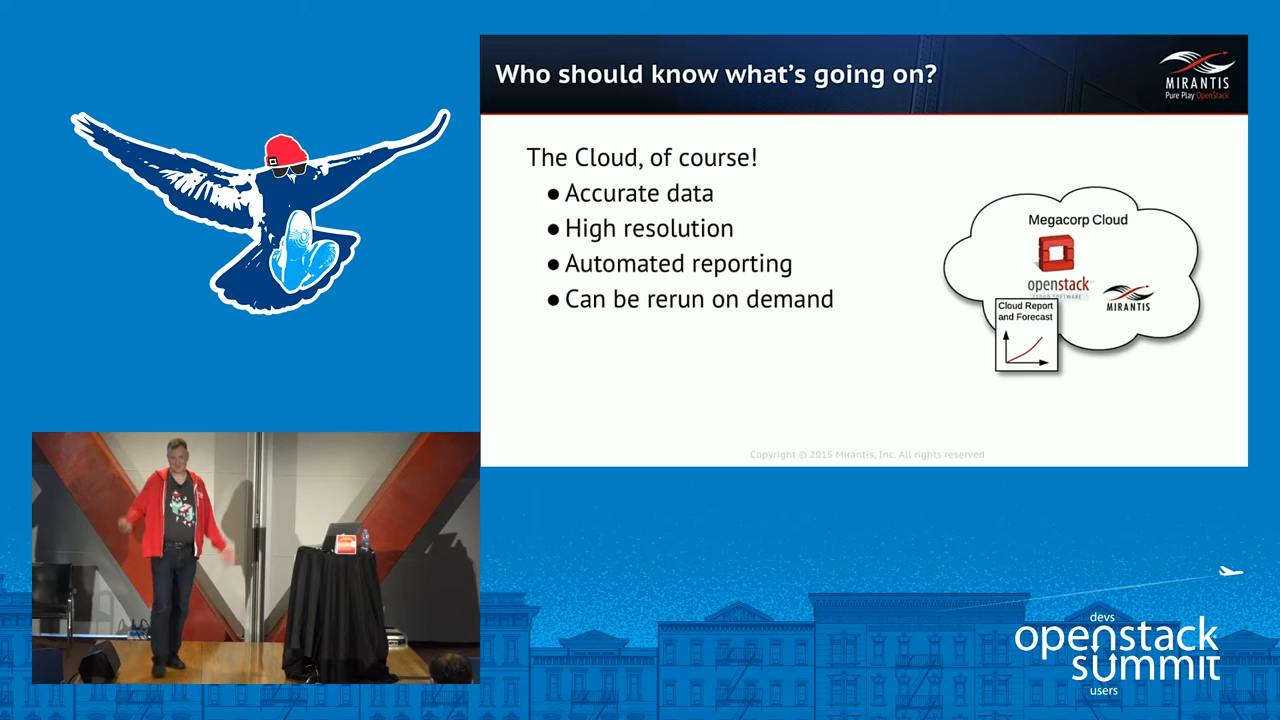 Who should know what's going on?
MIRANTIS
Pure Play OpenStack
The Cloud, of course!
● Accurate data
● High resolution
● Automated reporting
● Can be rerun on demand
Megacorp Cloud
openstack
CLOUD SOFTWARE
MIRANTIS
Cloud Report
and Forecast
Copyright © 2015 Mirantis, Inc. All rights reserved
devs
openstack
summit
users